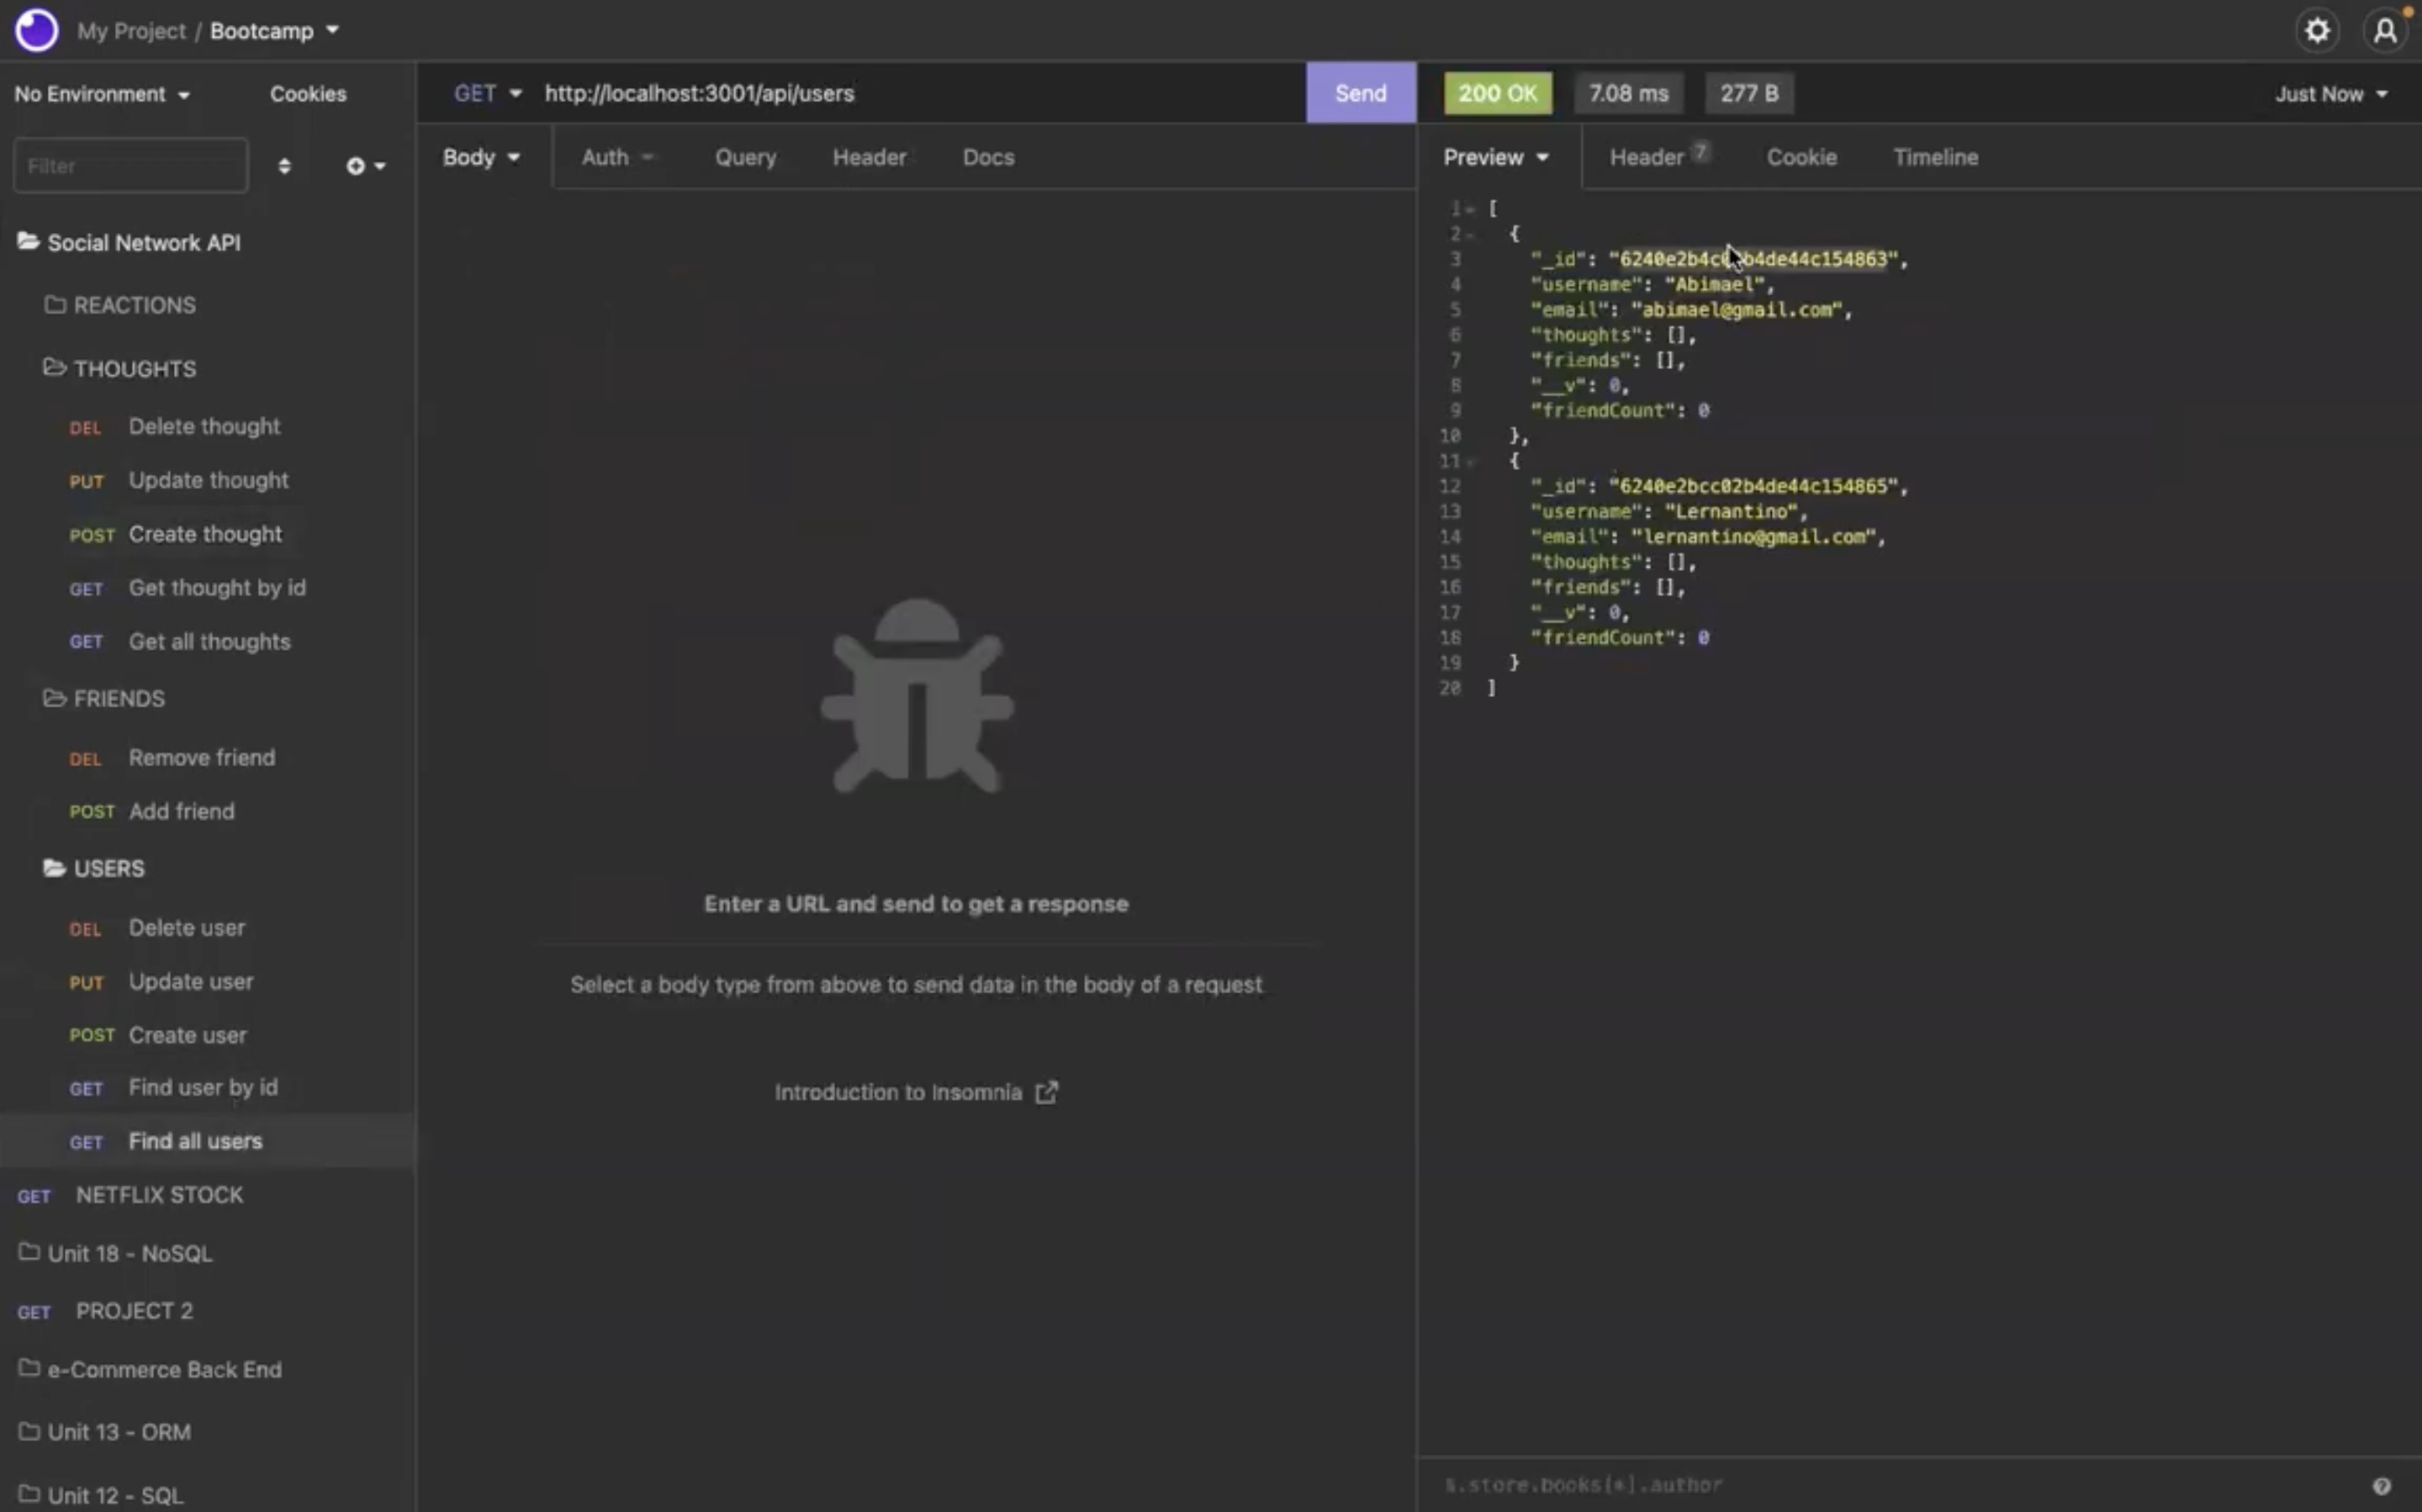 My Project / Bootcamp
No Environment
Cookies
Filter
Social Network API
REACTIONS
THOUGHTS
DEL Delete thought
PUT Update thought
POST Create thought
GET Get thought by id
GET Get all thoughts
FRIENDS
DEL Remove friend
POST Add friend
USERS
DEL Delete user
PUT Update user
POST Create user
GET Find user by id
GET Find all users
GET NETFLIX STOCK
Unit 18 - NoSQL
GET PROJECT 2
e-Commerce Back End
Unit 13 - ORM
Unit 12 - SQL
GET http://localhost:3001/api/users Send
Body Auth Query Header Docs
Enter a URL and send to get a response
Select a body type from above to send data in the body of a request
Introduction to Insomnia
200 OK 7.08 ms 277 B Just Now
Preview Header 7 Cookie Timeline
1 [
2 {
3 "_id": "6240e2b4c02b4de44c154863",
4 "username": "Abimael",
5 "email": "abimael@gmail.com",
6 "thoughts": [],
7 "friends": [],
8 "__v": 0,
9 "friendCount": 0
10 },
11 {
12 "_id": "6240e2bcc02b4de44c154865",
13 "username": "Lernantino",
14 "email": "lernantino@gmail.com",
15 "thoughts": [],
16 "friends": [],
17 "__v": 0,
18 "friendCount": 0
19 }
20 ]
$.store.books[*].author